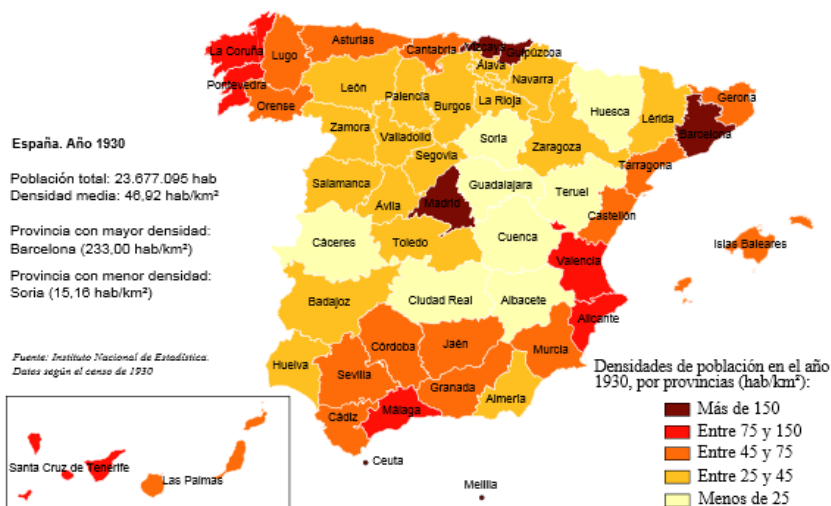 La Coruña
Lugo
Asturias
Cantabria
Vizcaya
Guipúzcoa
Álava
Navarra
Pontevedra
Orense
León
Palencia
Burgos
La Rioja
Huesca
Lérida
Gerona
Barcelona
Zamora
Valladolid
Soria
Zaragoza
Segovia
Tarragona
Salamanca
Ávila
Madrid
Guadalajara
Teruel
Castellón
Cáceres
Toledo
Cuenca
Islas Baleares
Valencia
Badajoz
Ciudad Real
Albacete
Alicante
Córdoba
Jaén
Murcia
Huelva
Sevilla
Granada
Almería
Cádiz
Málaga
Ceuta
Melilla
España. Año 1930
Población total: 23.677.095 hab
Densidad media: 46,92 hab/km²
Provincia con mayor densidad:
Barcelona (233,00 hab/km²)
Provincia con menor densidad:
Soria (15,16 hab/km²)
Fuente: Instituto Nacional de Estadística.
Datos según el censo de 1930
Santa Cruz de Tenerife
Las Palmas
Densidades de población en el año
1930, por provincias (hab/km²):
Más de 150
Entre 75 y 150
Entre 45 y 75
Entre 25 y 45
Menos de 25